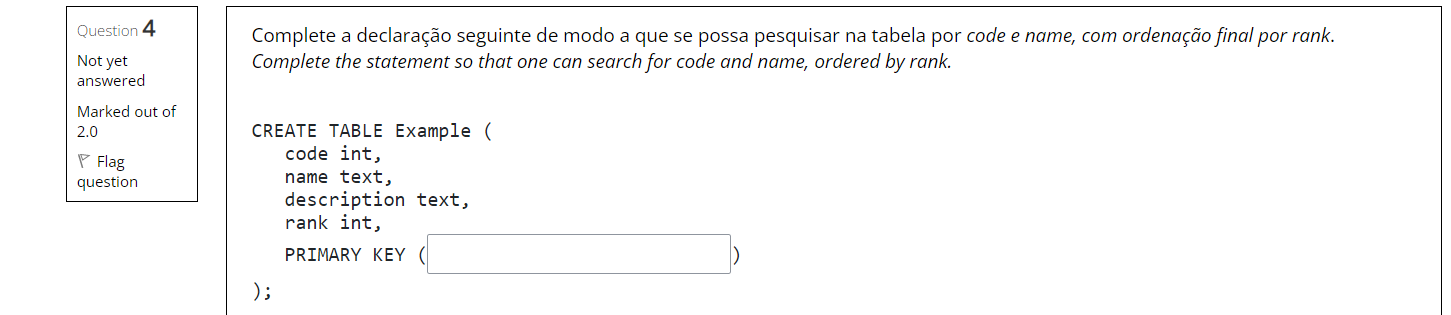 Question 4
Not yet
answered
Marked out of
2.0
Flag
question
Complete a declaração seguinte de modo a que se possa pesquisar na tabela por code e name, com ordenação final por rank.
Complete the statement so that one can search for code and name, ordered by rank.
CREATE TABLE Example (
code int,
name text,
description text,
rank int,
PRIMARY KEY ( )
);